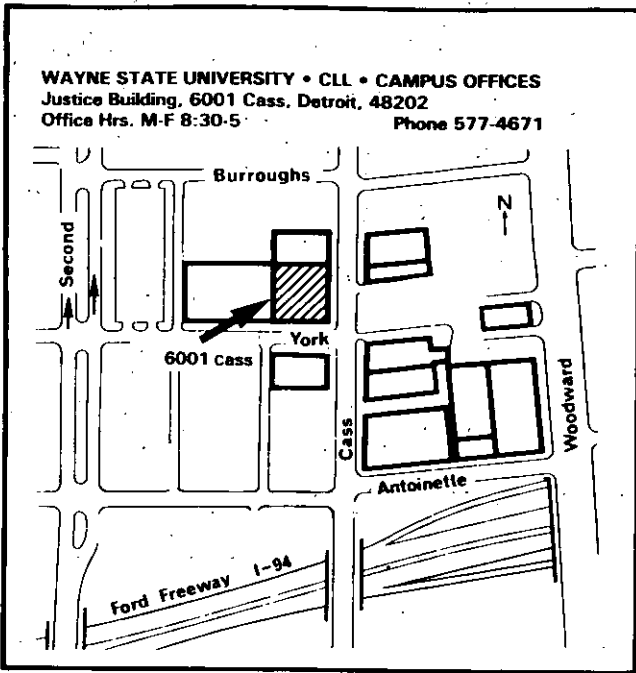 WAYNE STATE UNIVERSITY • CLL • CAMPUS OFFICES
Justice Building, 6001 Cass, Detroit, 48202
Office Hrs. M-F 8:30-5 Phone 577-4671
Burroughs
N
Second
York
6001 Cass
Cass
Woodward
Antoinette
Ford Freeway I-94